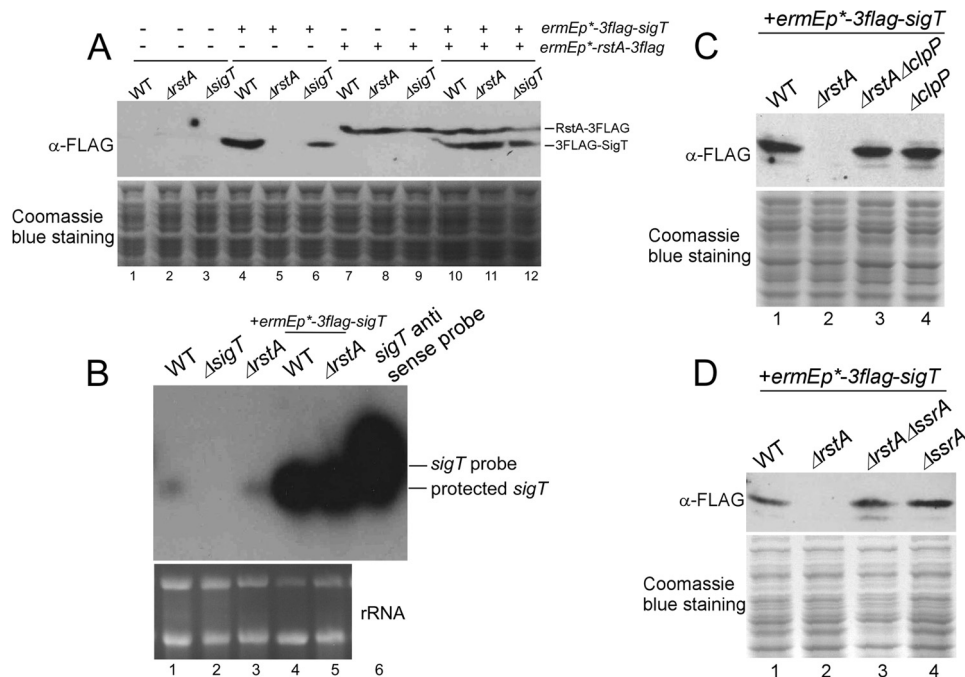 A
- - - + + + - - - + + + ermEp*-3flag-sigT
- - - - - - + + + + + + ermEp*-rstA-3flag
WT ΔrstA ΔsigT WT ΔrstA ΔsigT WT ΔrstA ΔsigT WT ΔrstA ΔsigT
α-FLAG
RstA-3FLAG
3FLAG-SigT
Coomassie
blue staining
1 2 3 4 5 6 7 8 9 10 11 12
B
+ermEp*-3flag-sigT
WT ΔsigT ΔrstA WT ΔrstA sigT anti
sense probe
sigT probe
protected sigT
rRNA
1 2 3 4 5 6
C
+ermEp*-3flag-sigT
WT ΔrstA ΔrstAΔclpP ΔclpP
α-FLAG
Coomassie
blue staining
1 2 3 4
D
+ermEp*-3flag-sigT
WT ΔrstA ΔrstAΔssrA ΔssrA
α-FLAG
Coomassie
blue staining
1 2 3 4